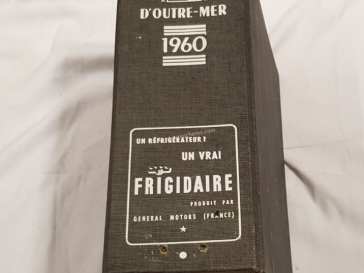 D'OUTRE-MER
1960
UN RÉFRIGÉRATEUR ?
UN VRAI
FRIGIDAIRE
PRODUIT PAR
GENERAL MOTORS (FRANCE)